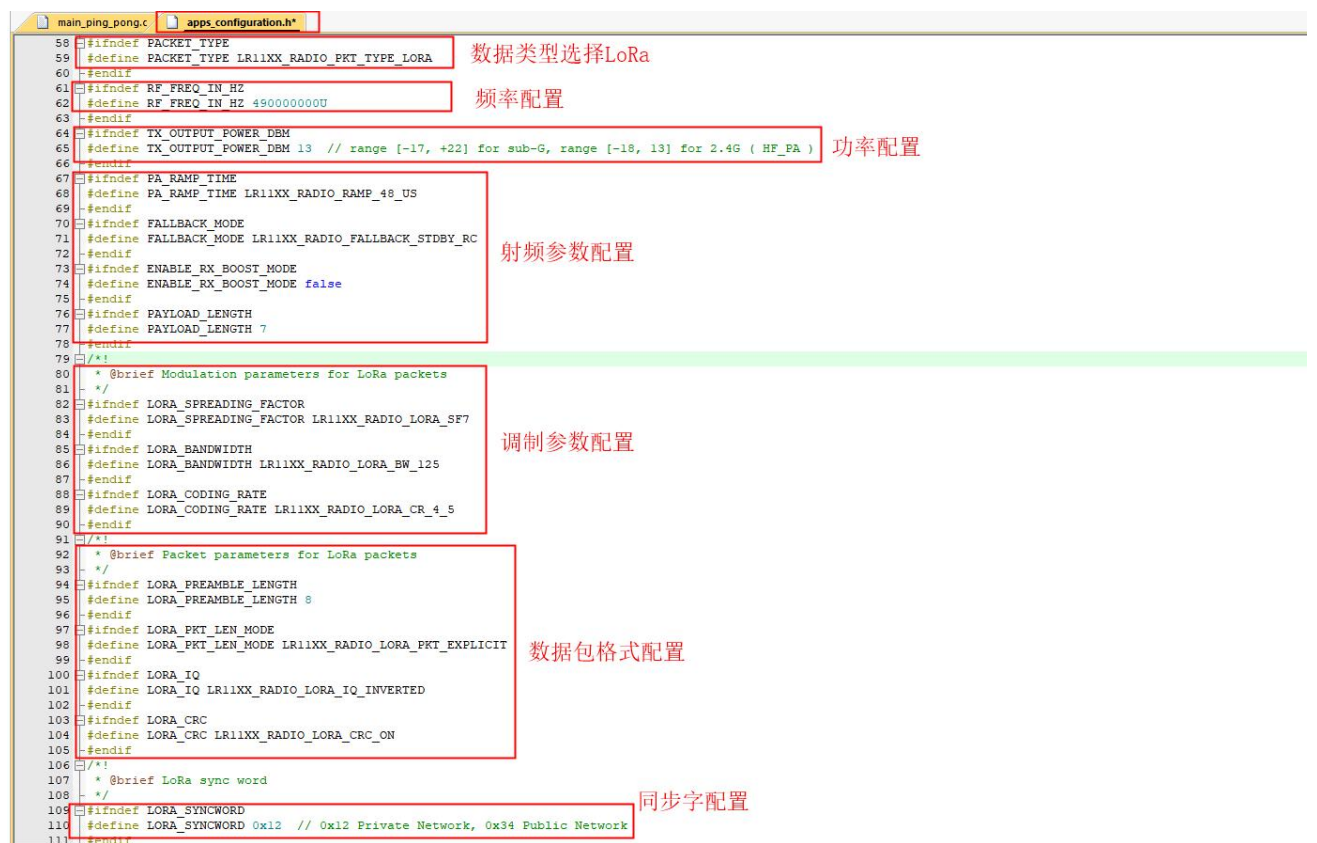 main_ping_pong.c apps_configuration.h*
58 #ifndef PACKET_TYPE
59 #define PACKET_TYPE LR11XX_RADIO_PKT_TYPE_LORA
数据类型选择LoRa
60 #endif
61 #ifndef RF_FREQ_IN_HZ
62 #define RF_FREQ_IN_HZ 490000000U
频率配置
63 #endif
64 #ifndef TX_OUTPUT_POWER_DBM
65 #define TX_OUTPUT_POWER_DBM 13 // range [-17, +22] for sub-G, range [-18, 13] for 2.4G ( HF_PA )
功率配置
66 #endif
67 #ifndef PA_RAMP_TIME
68 #define PA_RAMP_TIME LR11XX_RADIO_RAMP_48_US
69 #endif
70 #ifndef FALLBACK_MODE
71 #define FALLBACK_MODE LR11XX_RADIO_FALLBACK_STDBY_RC
射频参数配置
72 #endif
73 #ifndef ENABLE_RX_BOOST_MODE
74 #define ENABLE_RX_BOOST_MODE false
75 #endif
76 #ifndef PAYLOAD_LENGTH
77 #define PAYLOAD_LENGTH 7
78 #endif
79 /*!
80 * @brief Modulation parameters for LoRa packets
81 */
82 #ifndef LORA_SPREADING_FACTOR
83 #define LORA_SPREADING_FACTOR LR11XX_RADIO_LORA_SF7
84 #endif
调制参数配置
85 #ifndef LORA_BANDWIDTH
86 #define LORA_BANDWIDTH LR11XX_RADIO_LORA_BW_125
87 #endif
88 #ifndef LORA_CODING_RATE
89 #define LORA_CODING_RATE LR11XX_RADIO_LORA_CR_4_5
90 #endif
91 /*!
92 * @brief Packet parameters for LoRa packets
93 */
94 #ifndef LORA_PREAMBLE_LENGTH
95 #define LORA_PREAMBLE_LENGTH 8
96 #endif
97 #ifndef LORA_PKT_LEN_MODE
98 #define LORA_PKT_LEN_MODE LR11XX_RADIO_LORA_PKT_EXPLICIT
数据包格式配置
99 #endif
100 #ifndef LORA_IQ
101 #define LORA_IQ LR11XX_RADIO_LORA_IQ_INVERTED
102 #endif
103 #ifndef LORA_CRC
104 #define LORA_CRC LR11XX_RADIO_LORA_CRC_ON
105 #endif
106 /*!
107 * @brief LoRa sync word
108 */
同步字配置
109 #ifndef LORA_SYNCWORD
110 #define LORA_SYNCWORD 0x12 // 0x12 Private Network, 0x34 Public Network
111 #endif